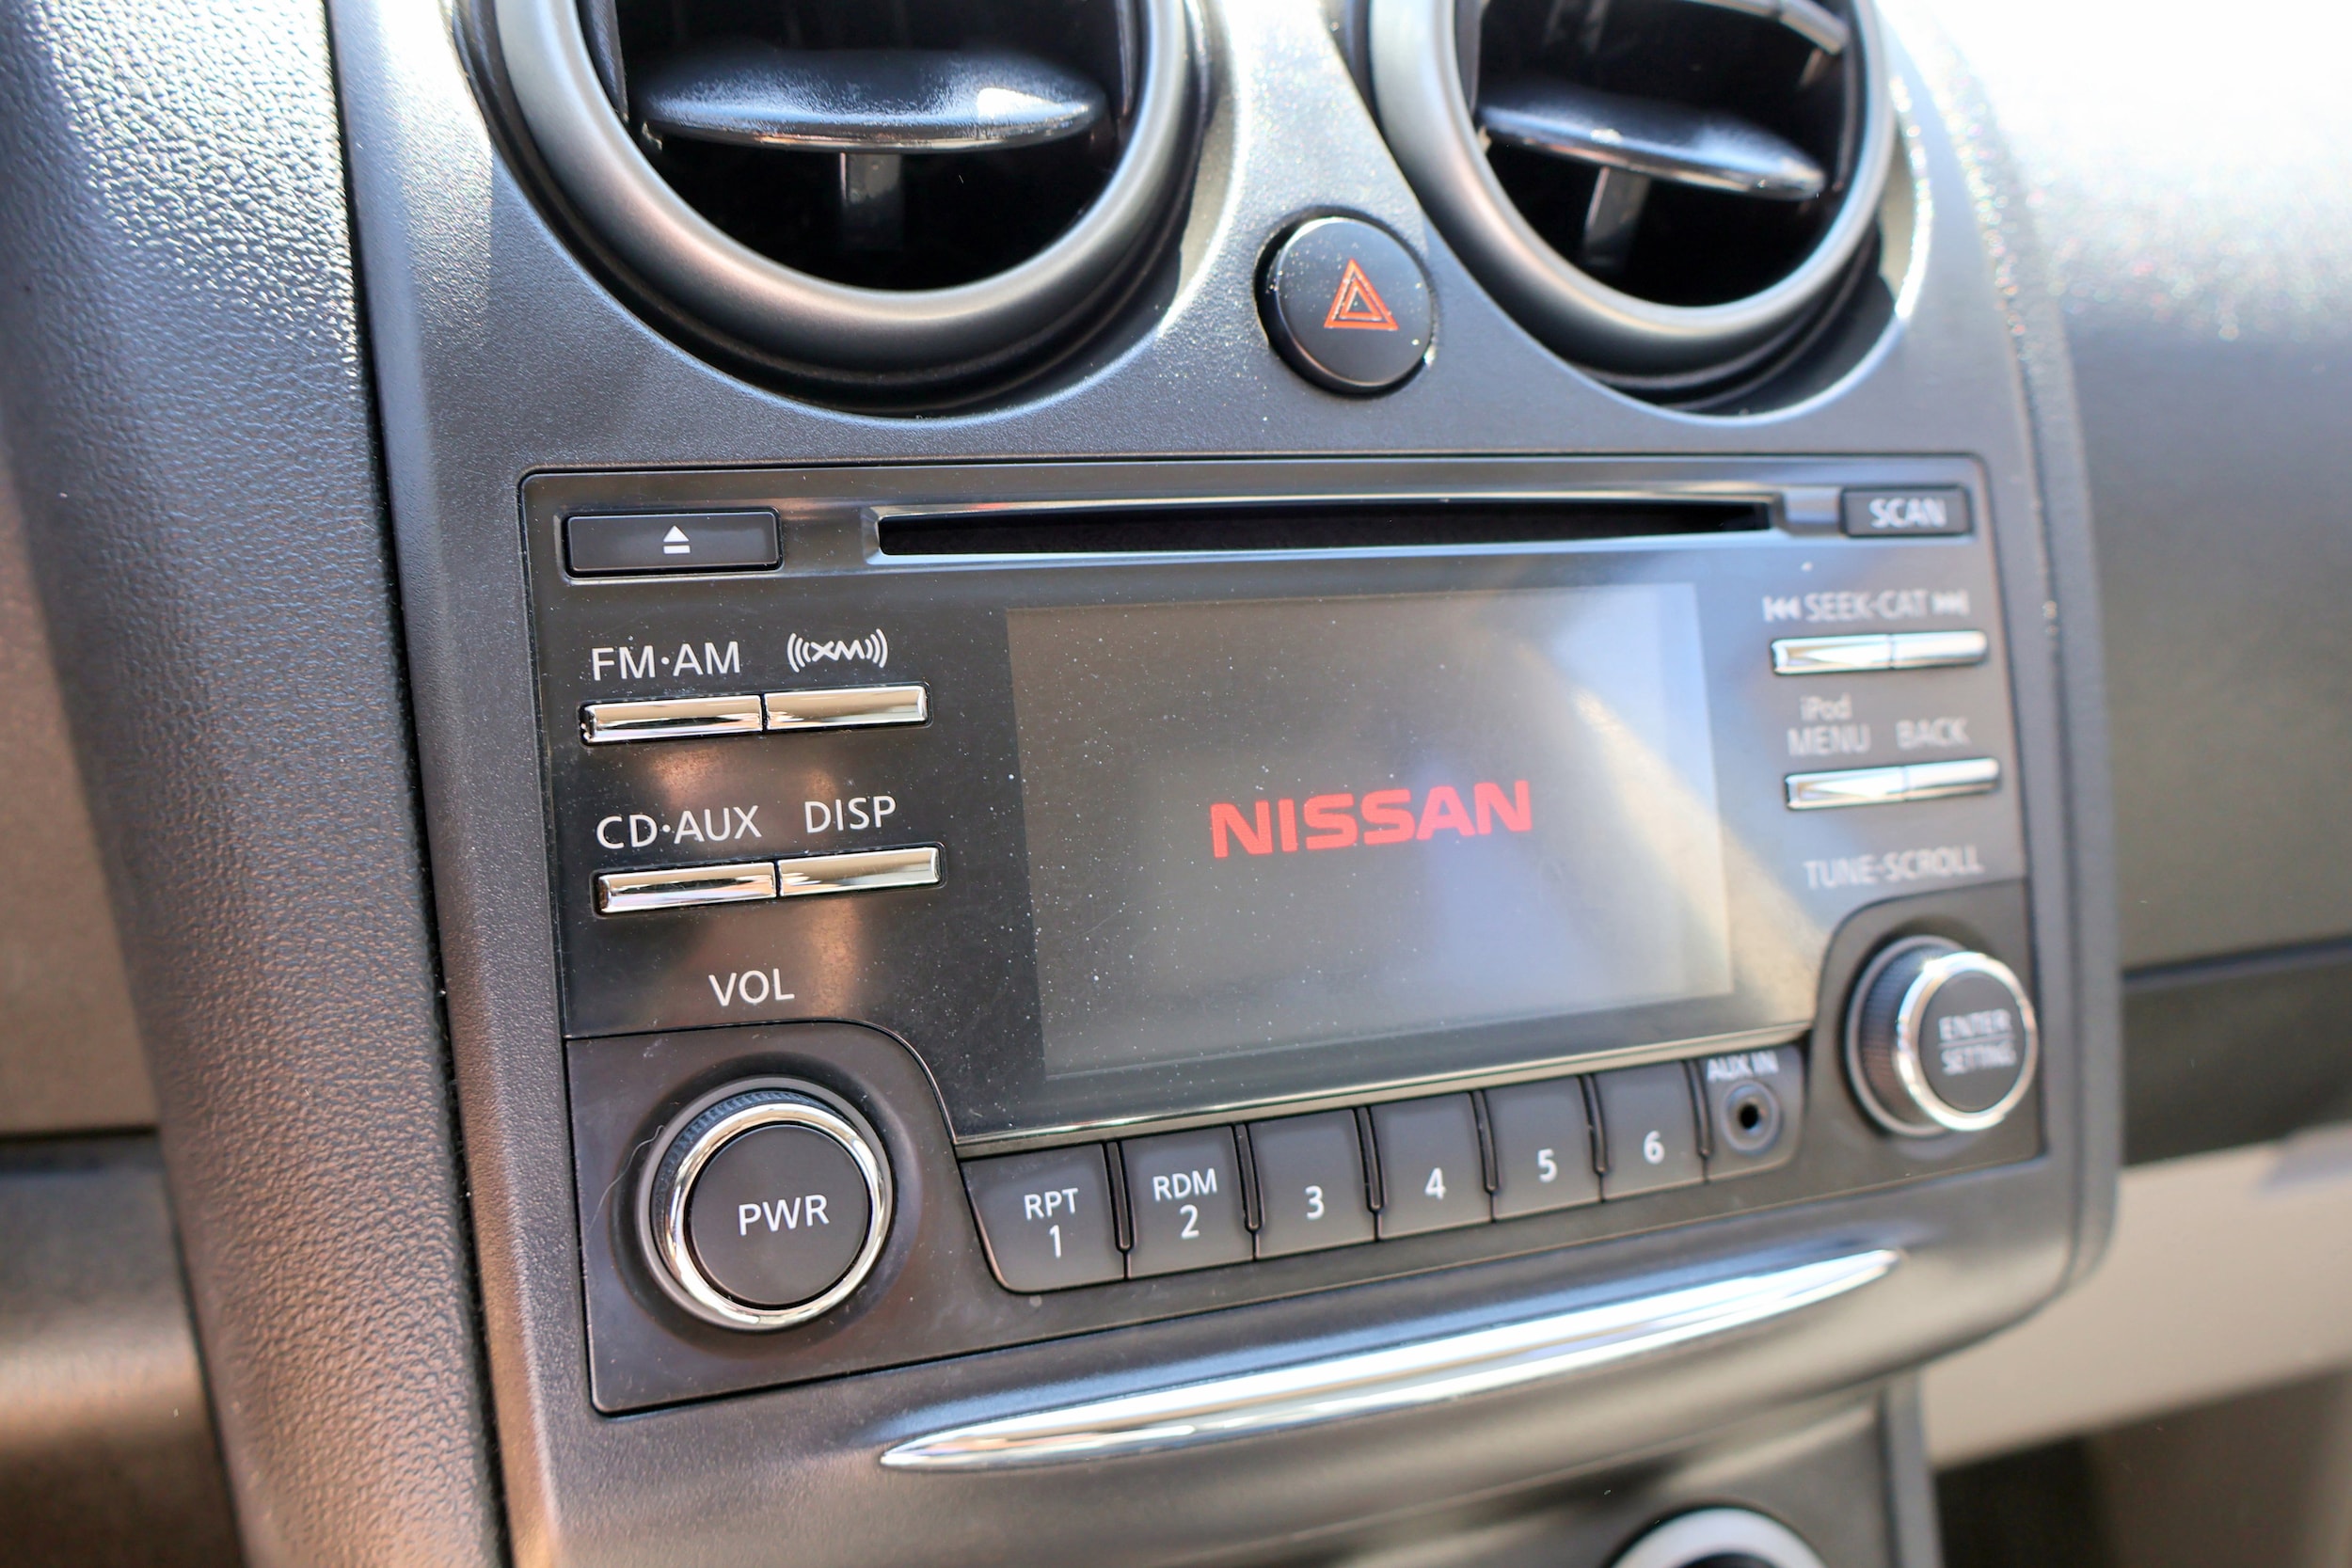 SCAN
FM·AM
(((XM)))
SEEK·CAT
iPod
MENU
BACK
CD·AUX
DISP
NISSAN
TUNE·SCROLL
VOL
ENTER
SETTING
AUX IN
PWR
RPT
1
RDM
2
3
4
5
6